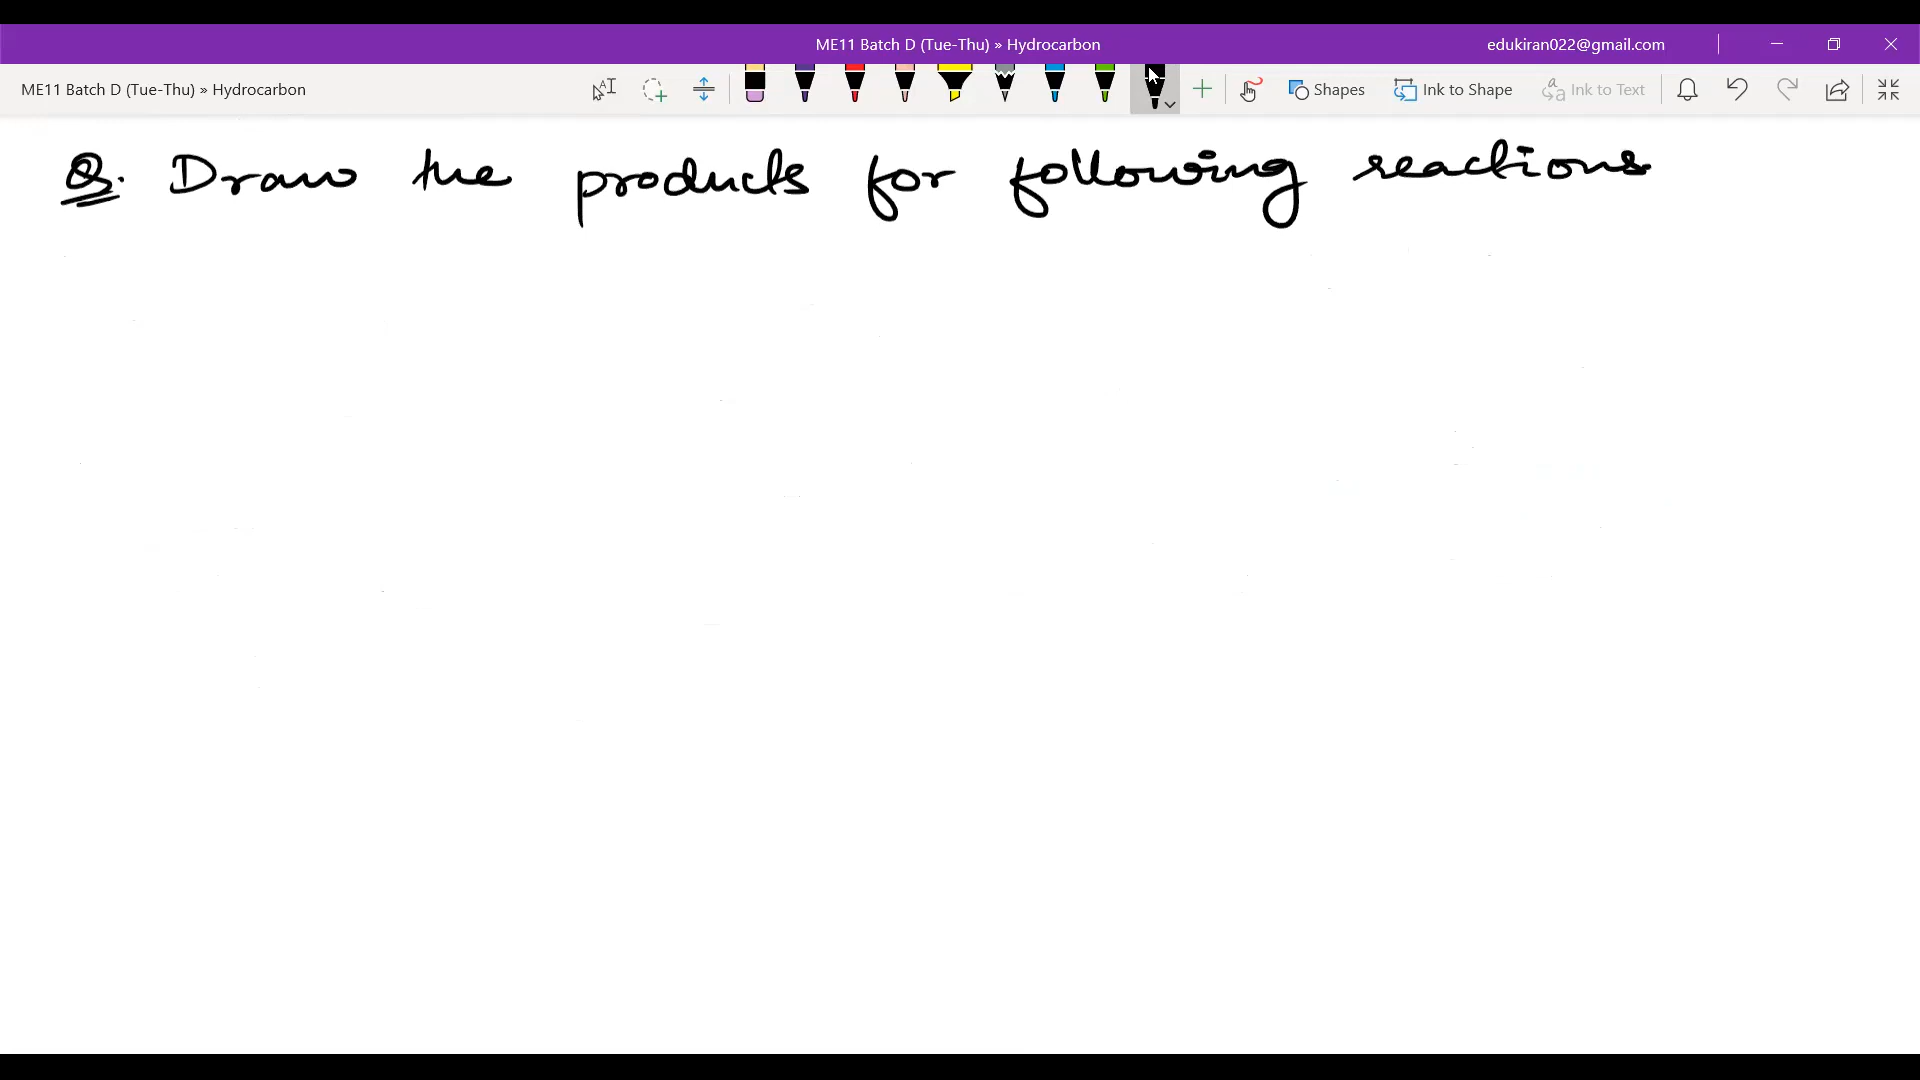 ME11 Batch D (Tue-Thu) » Hydrocarbon
edukiran022@gmail.com
ME11 Batch D (Tue-Thu) » Hydrocarbon
Shapes
Ink to Shape
Ink to Text
Q. Draw the products for following reactions